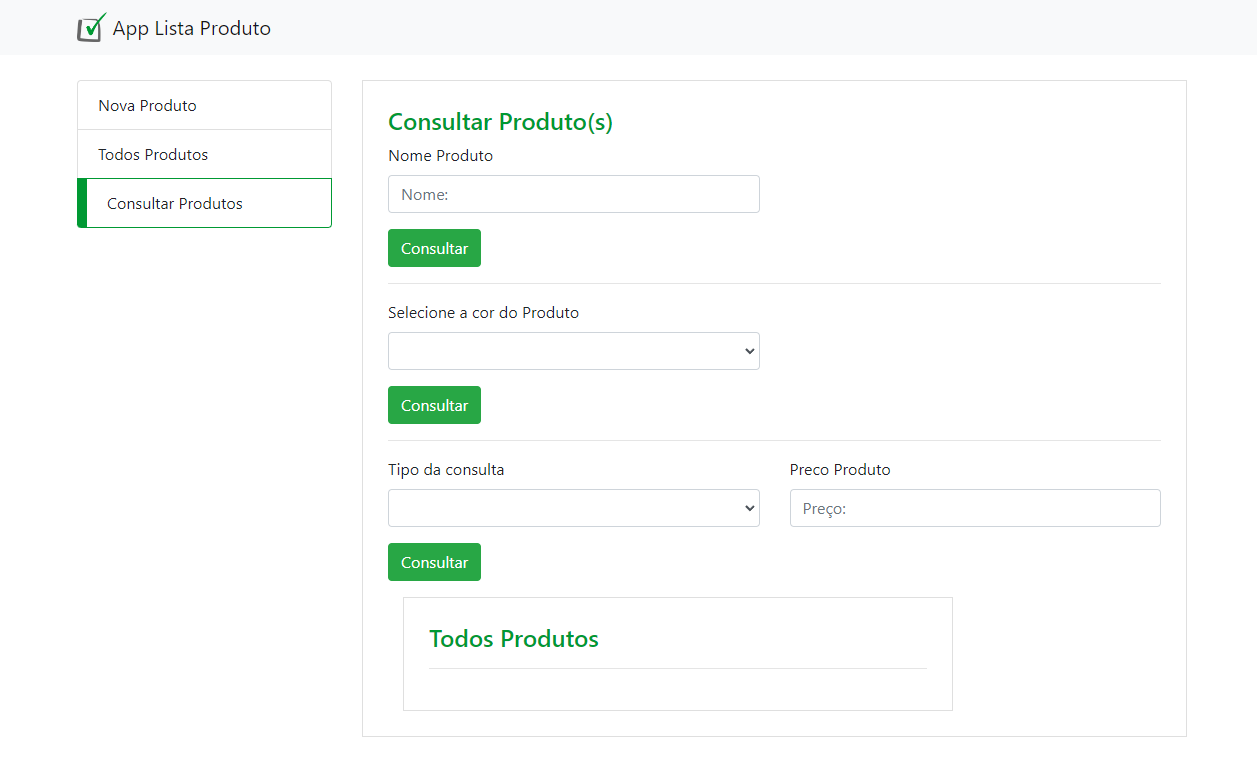 App Lista Produto
Nova Produto
Todos Produtos
Consultar Produtos
Consultar Produto(s)
Nome Produto
Nome:
Consultar
Selecione a cor do Produto
Consultar
Tipo da consulta
Preco Produto
Preço:
Consultar
Todos Produtos